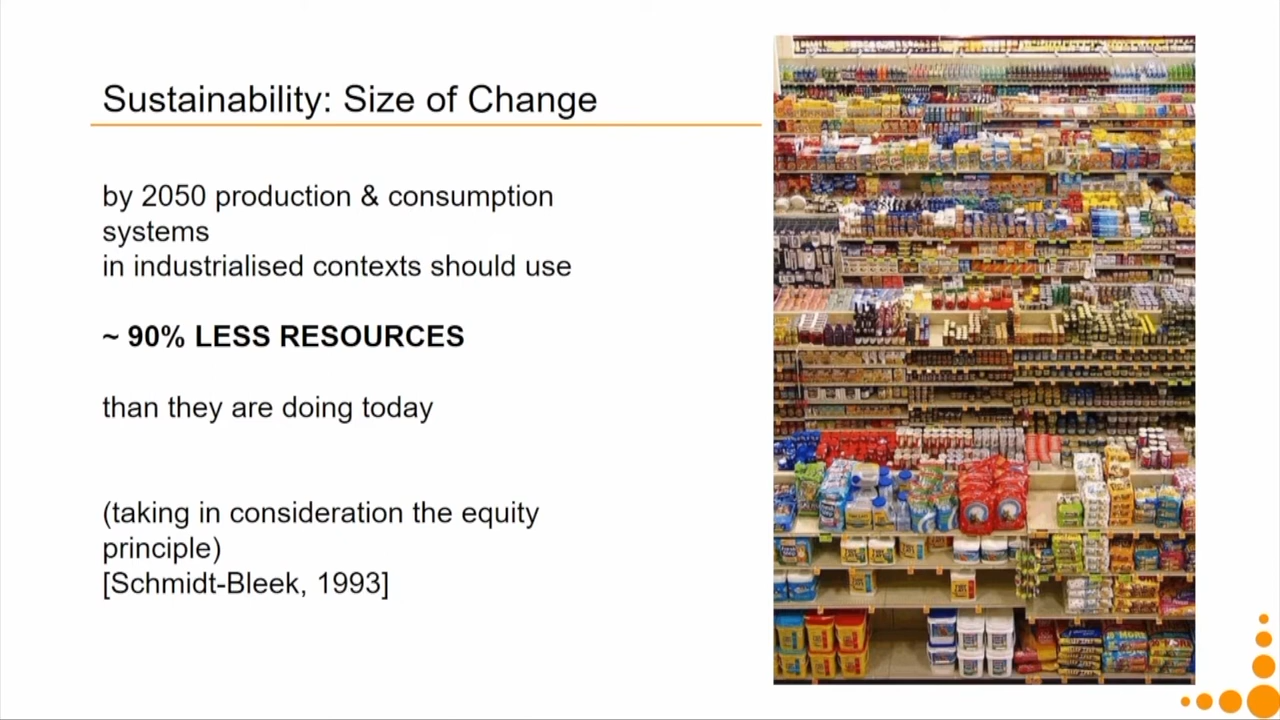 Sustainability: Size of Change
by 2050 production & consumption
systems
in industrialised contexts should use
~ 90% LESS RESOURCES
than they are doing today
(taking in consideration the equity
principle)
[Schmidt-Bleek, 1993]